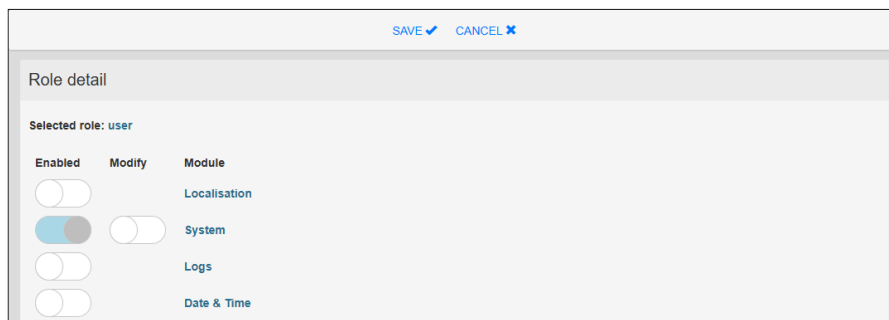 SAVE CANCEL
Role detail
Selected role: user
Enabled Modify Module
Localisation
System
Logs
Date & Time